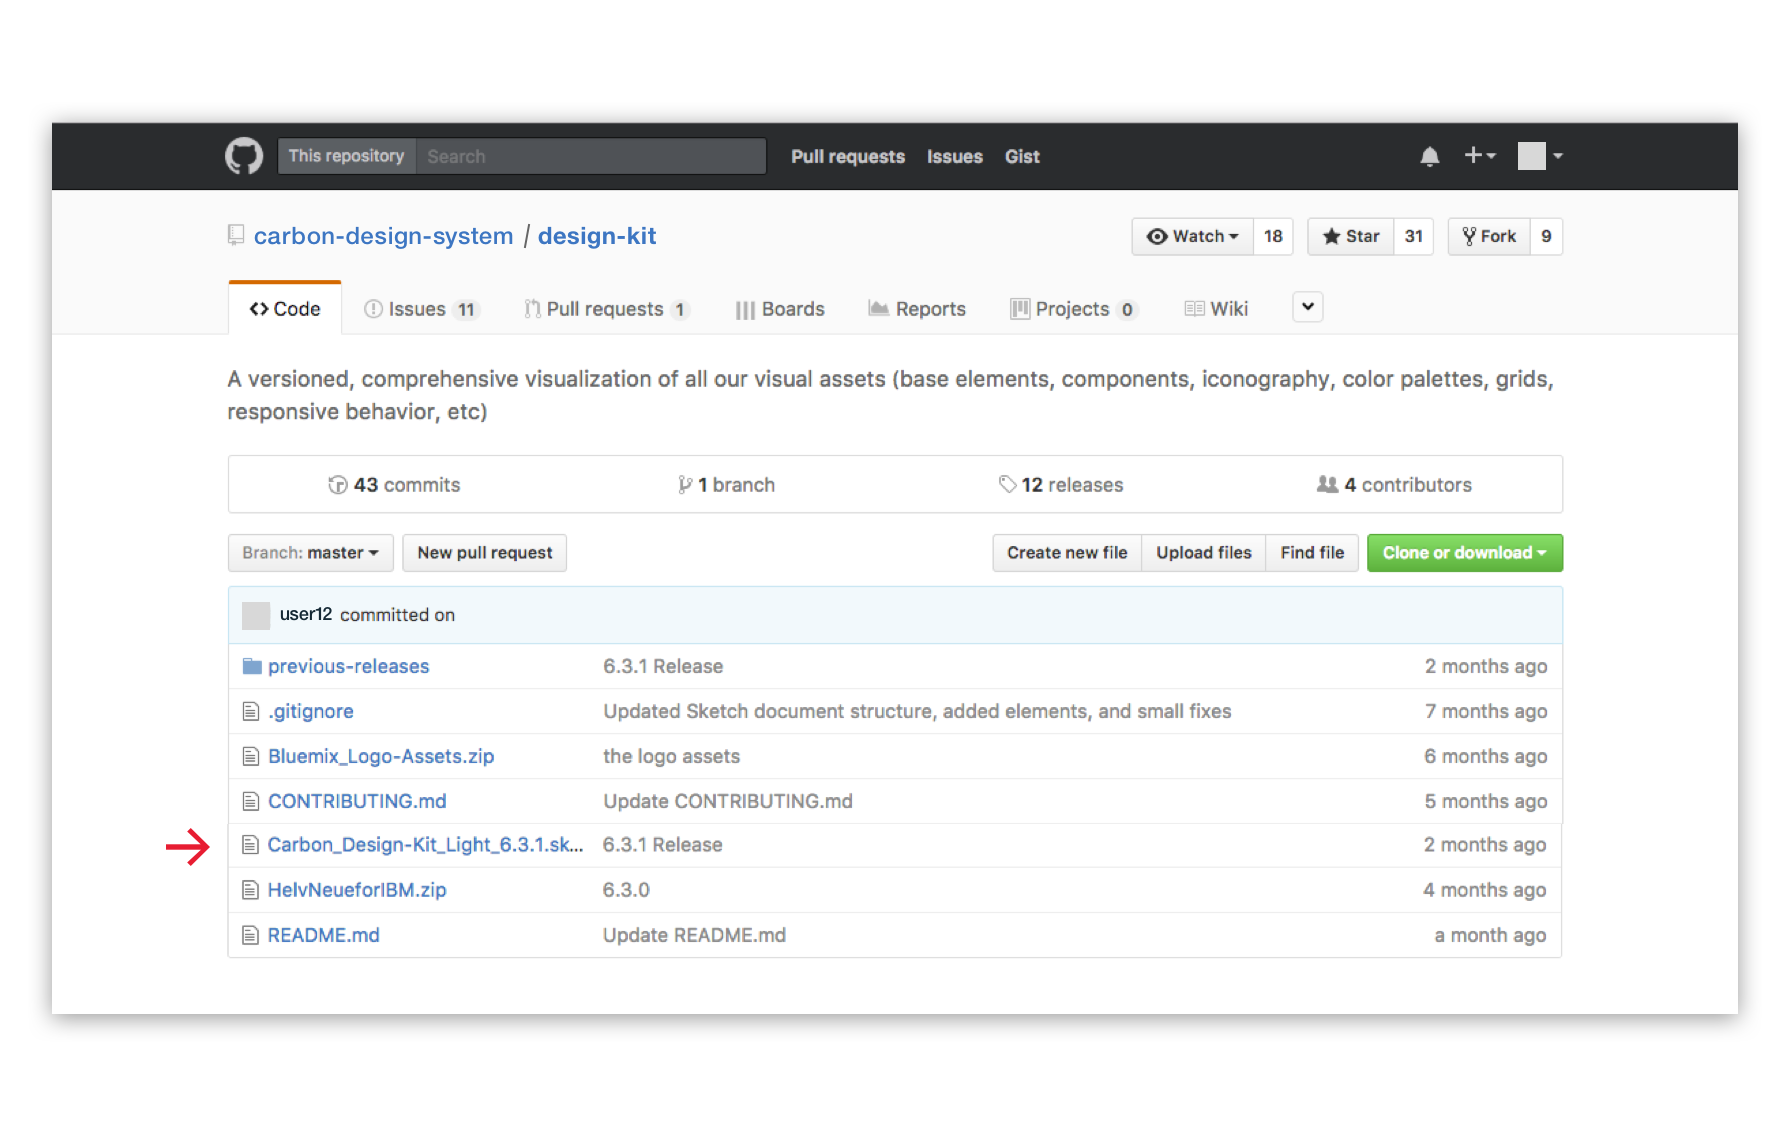 This repository Search Pull requests Issues Gist
carbon-design-system / design-kit Watch 18 Star 31 Fork 9
Code Issues 11 Pull requests 1 Boards Reports Projects 0 Wiki
A versioned, comprehensive visualization of all our visual assets (base elements, components, iconography, color palettes, grids,
responsive behavior, etc)
43 commits 1 branch 12 releases 4 contributors
Branch: master New pull request Create new file Upload files Find file Clone or download
user12 committed on
previous-releases 6.3.1 Release 2 months ago
.gitignore Updated Sketch document structure, added elements, and small fixes 7 months ago
Bluemix_Logo-Assets.zip the logo assets 6 months ago
CONTRIBUTING.md Update CONTRIBUTING.md 5 months ago
Carbon_Design-Kit_Light_6.3.1.sk... 6.3.1 Release 2 months ago
HelvNeueforIBM.zip 6.3.0 4 months ago
README.md Update README.md a month ago